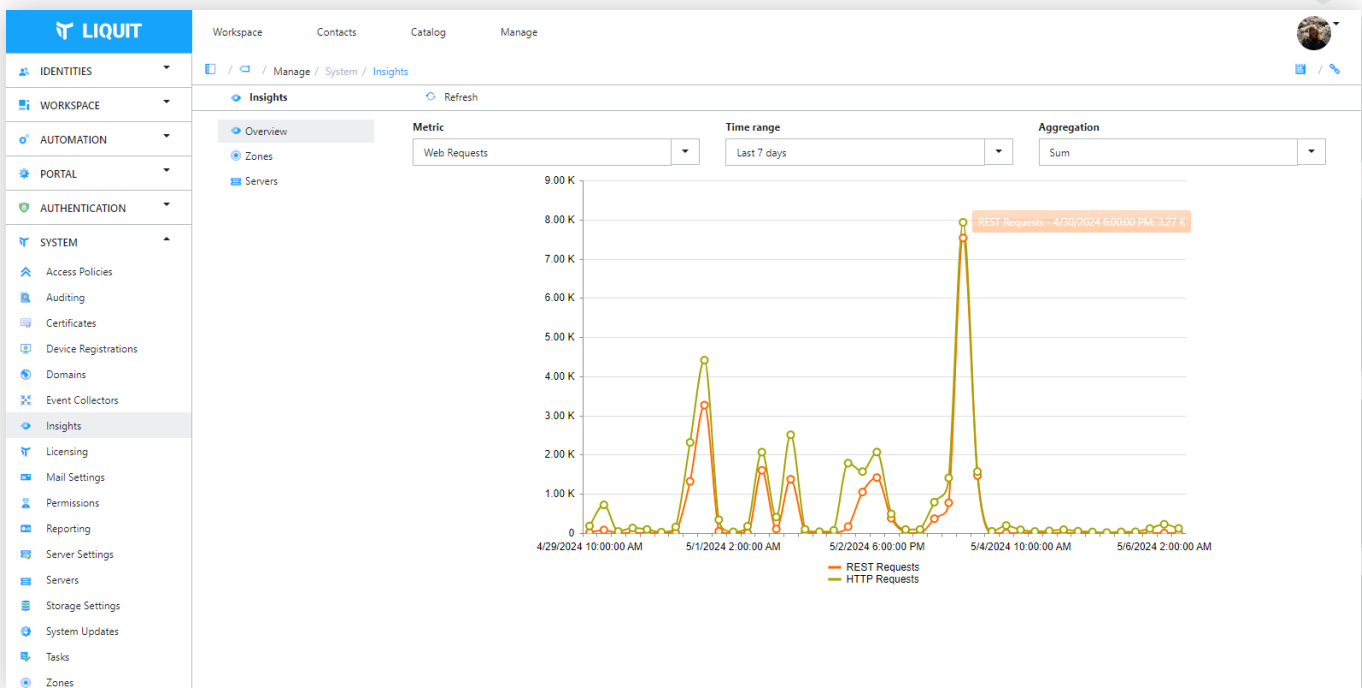 LIQUIT
Workspace Contacts Catalog Manage
IDENTITIES
/ / Manage / System / Insights /
WORKSPACE
Insights Refresh
AUTOMATION
Overview
Zones
Servers
Metric Time range Aggregation
Web Requests Last 7 days Sum
PORTAL
AUTHENTICATION
SYSTEM
Access Policies
Auditing
Certificates
Device Registrations
Domains
Event Collectors
Insights
Licensing
Mail Settings
Permissions
Reporting
Server Settings
Servers
Storage Settings
System Updates
Tasks
Zones
9.00 K
8.00 K
REST Requests - 4/30/2024 6:00:00 PM: 3.27 K
7.00 K
6.00 K
5.00 K
4.00 K
3.00 K
2.00 K
1.00 K
0
4/29/2024 10:00:00 AM 5/1/2024 2:00:00 AM 5/2/2024 6:00:00 PM 5/4/2024 10:00:00 AM 5/6/2024 2:00:00 AM
REST Requests
HTTP Requests